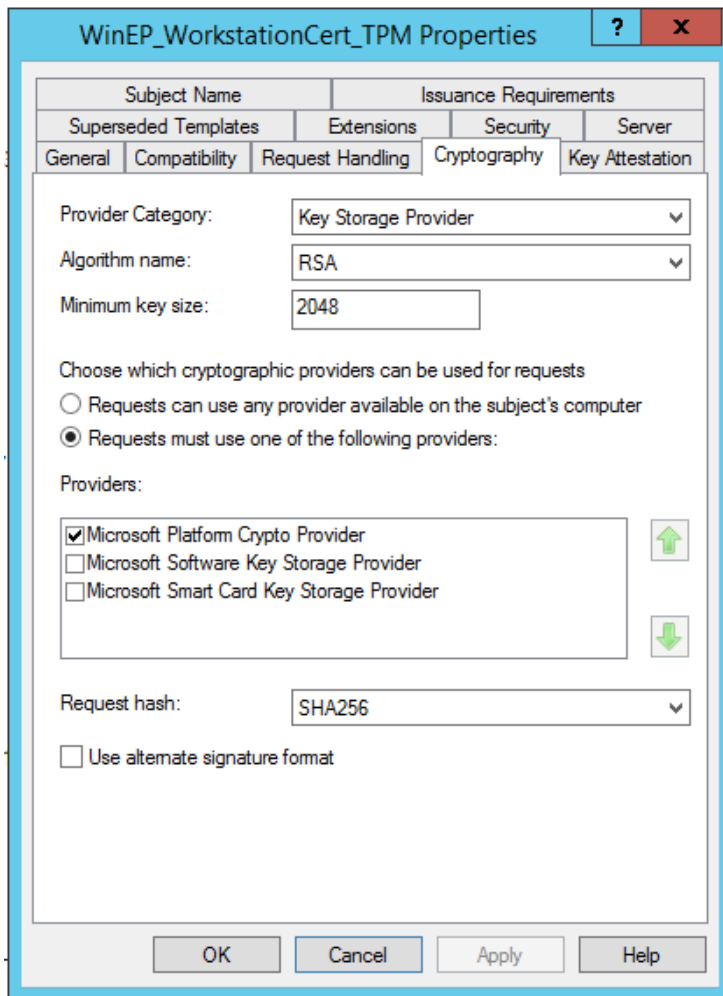 WinEP_WorkstationCert_TPM Properties ? x
Subject Name Issuance Requirements
Superseded Templates Extensions Security Server
General Compatibility Request Handling Cryptography Key Attestation
Provider Category: Key Storage Provider
Algorithm name: RSA
Minimum key size: 2048
Choose which cryptographic providers can be used for requests
Requests can use any provider available on the subject's computer
Requests must use one of the following providers:
Providers:
Microsoft Platform Crypto Provider
Microsoft Software Key Storage Provider
Microsoft Smart Card Key Storage Provider
Request hash: SHA256
Use alternate signature format
OK Cancel Apply Help